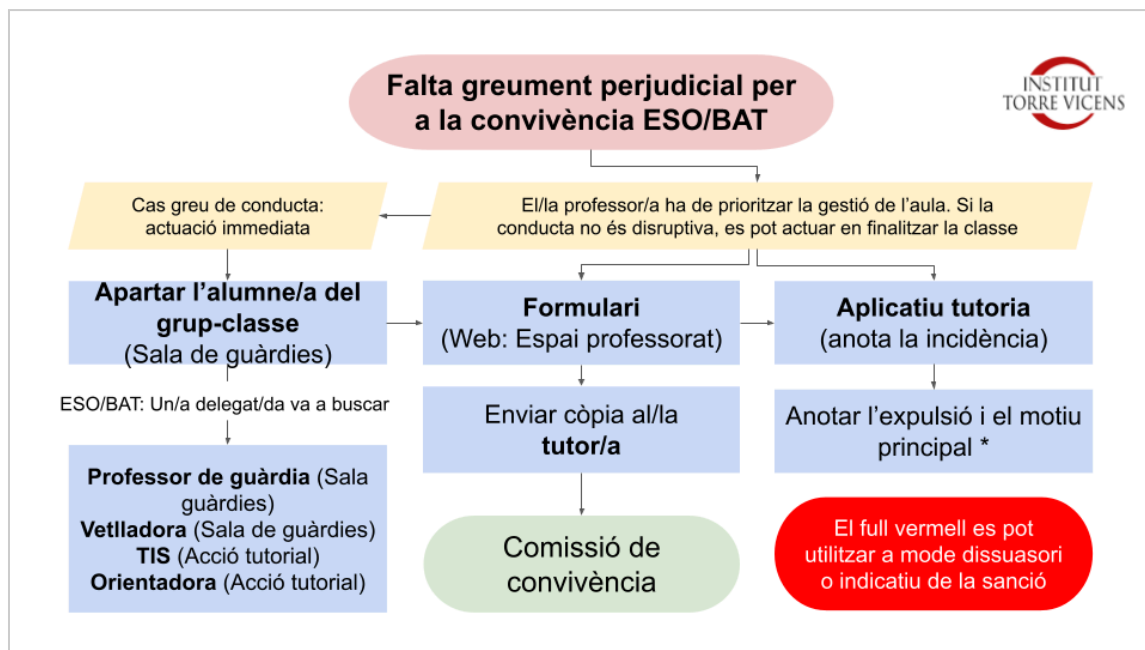 Falta greument perjudicial per
a la convivència ESO/BAT
INSTITUT
TORRE VICENS
Cas greu de conducta:
actuació immediata
El/la professor/a ha de prioritzar la gestió de l'aula. Si la
conducta no és disruptiva, es pot actuar en finalitzar la classe
Apartar l'alumne/a del
grup-classe
(Sala de guàrdies)
Formulari
(Web: Espai professorat)
Aplicatiu tutoria
(anota la incidència)
ESO/BAT: Un/a delegat/da va a buscar
Enviar còpia al/la
tutor/a
Anotar l'expulsió i el motiu
principal *
Professor de guàrdia (Sala
guàrdies)
Vetlladora (Sala de guàrdies)
TIS (Acció tutorial)
Orientadora (Acció tutorial)
Comissió de
convivència
El full vermell es pot
utilitzar a mode dissuasori
o indicatiu de la sanció